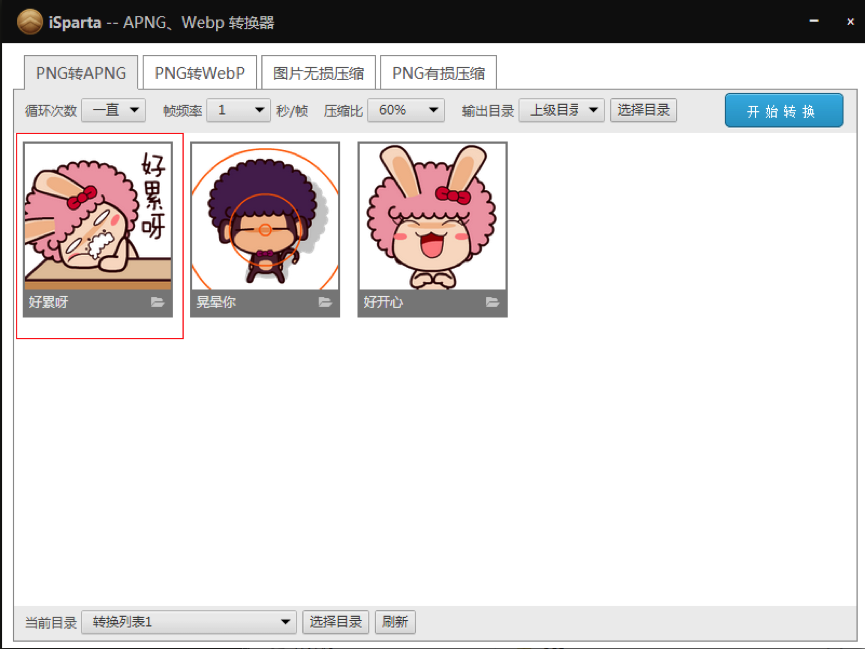 iSparta -- APNG、Webp 转换器
PNG转APNG PNG转WebP 图片无损压缩 PNG有损压缩
循环次数 一直 帧频率 1 秒/帧 压缩比 60% 输出目录 上级目录 选择目录 开始转换
好累呀
好累呀 晃晕你 好开心
当前目录 转换列表1 选择目录 刷新